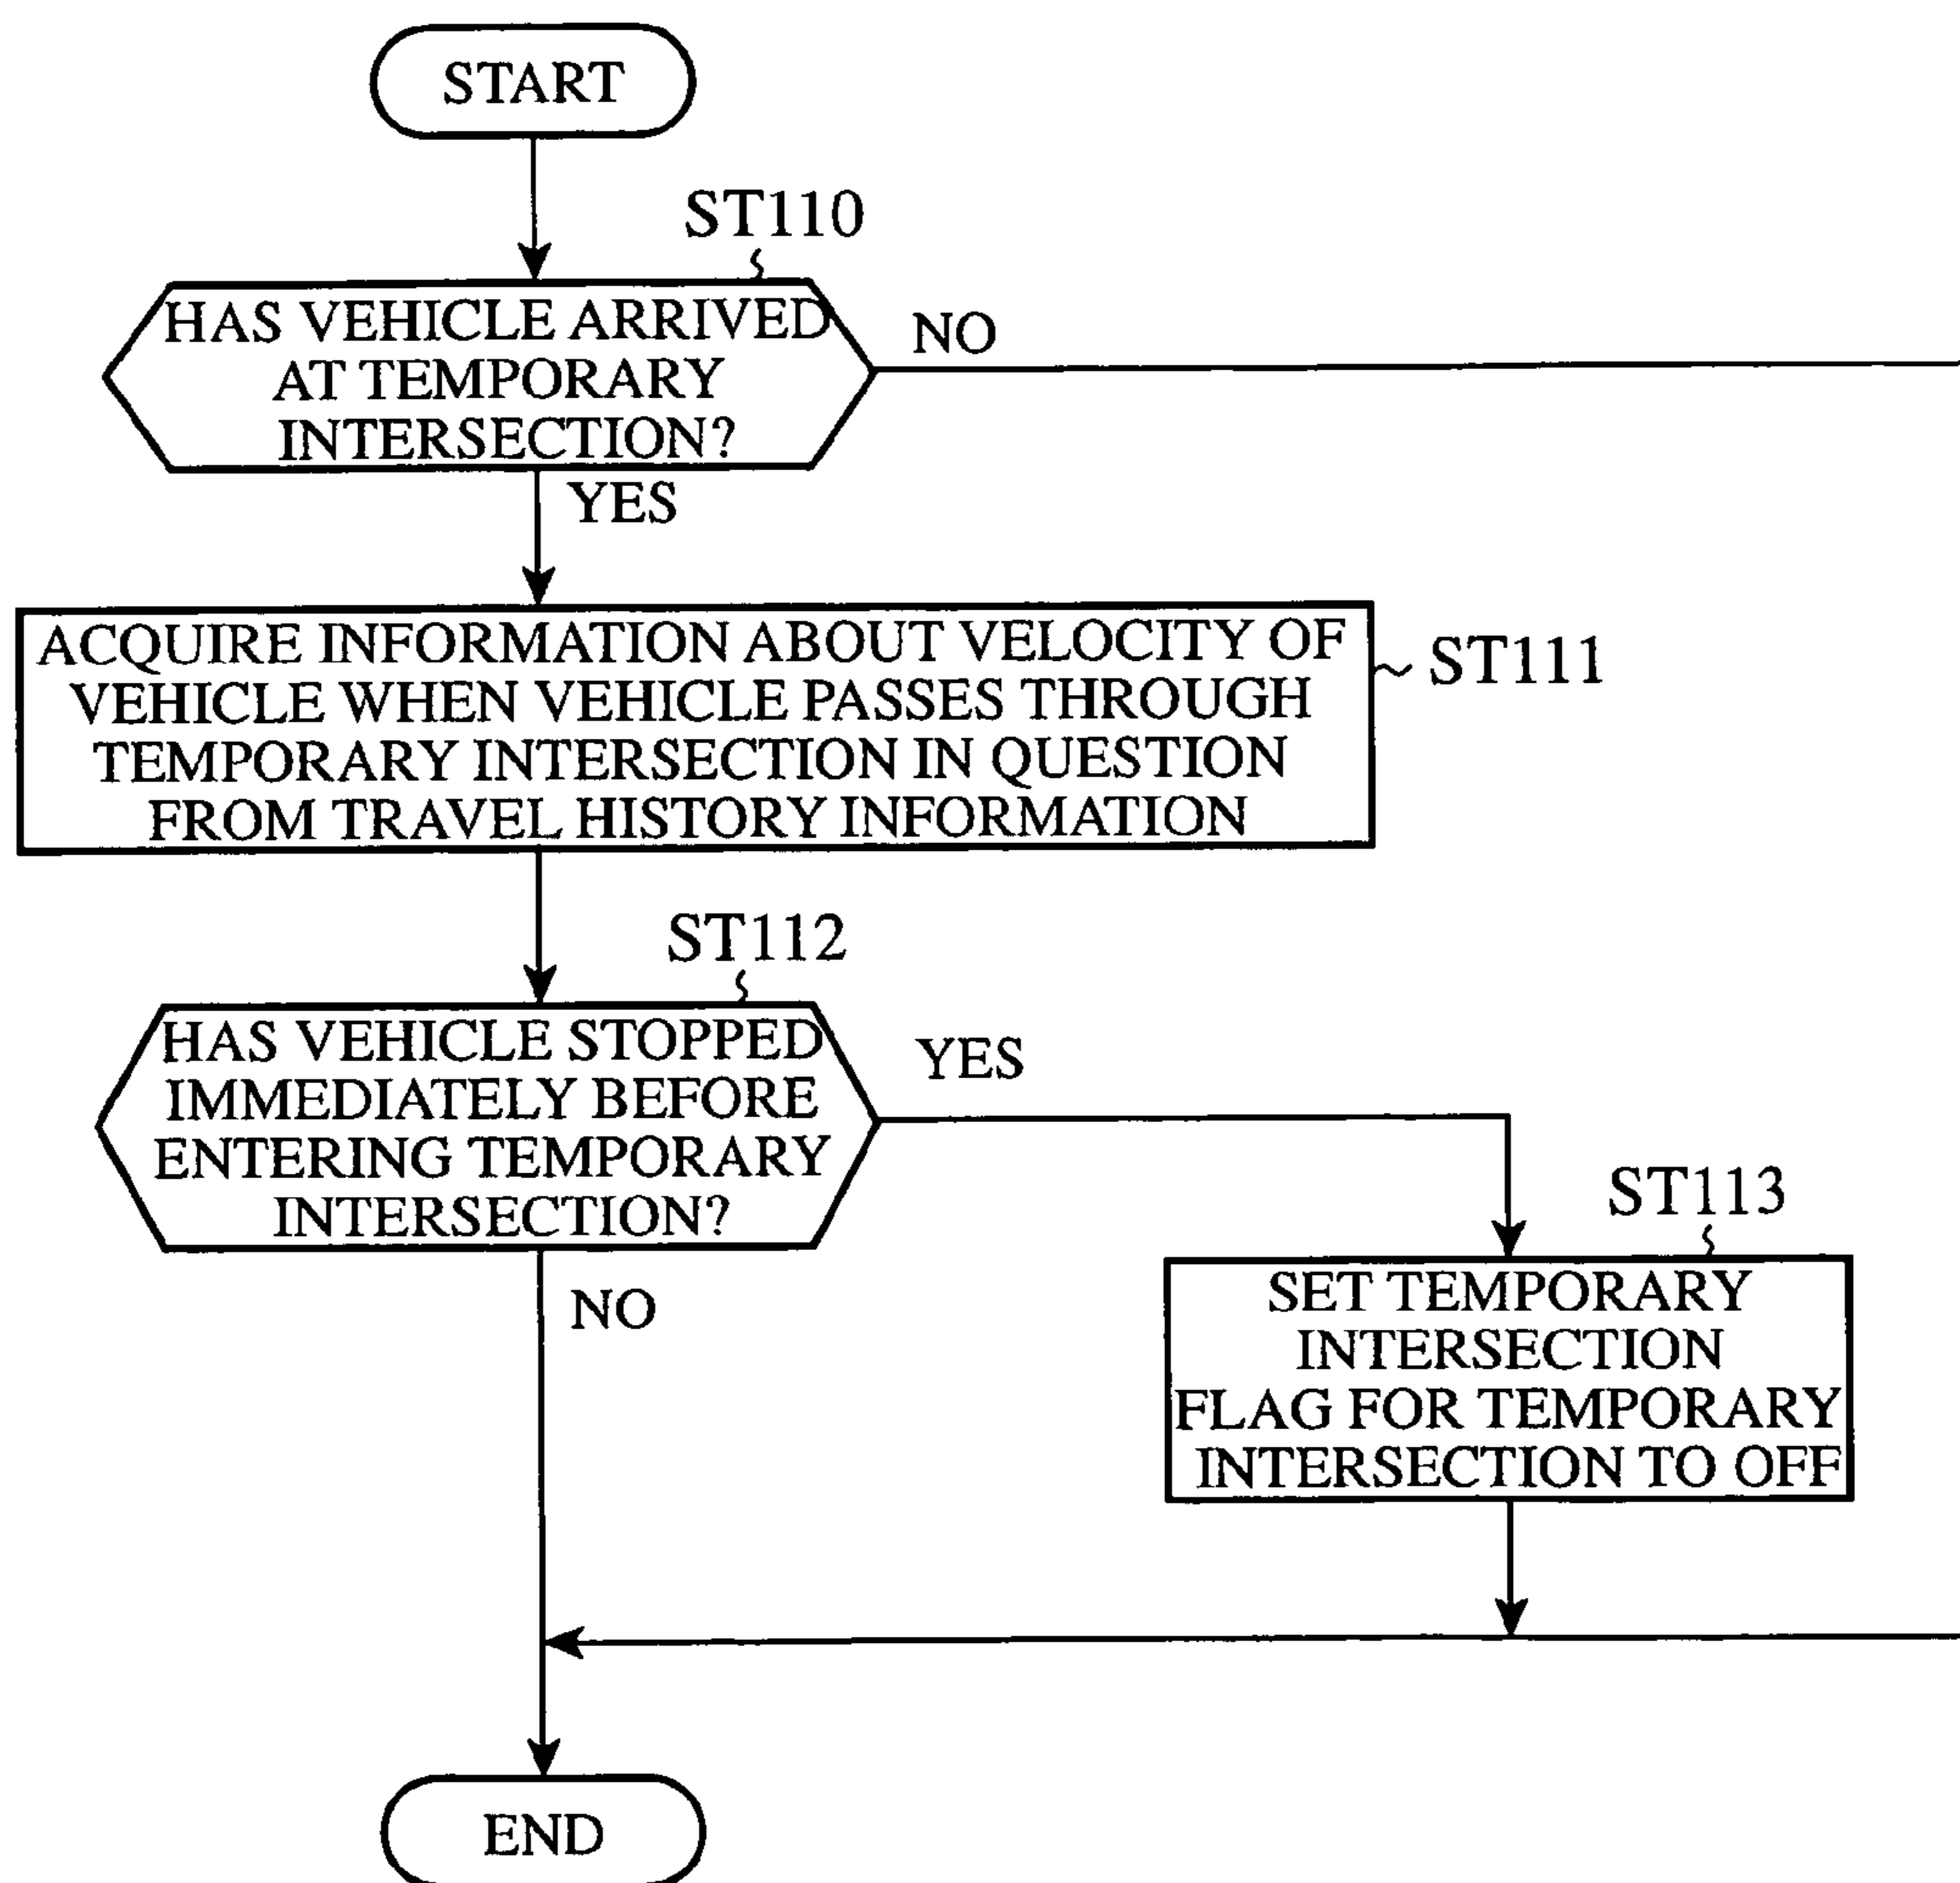 START
ST110
HAS VEHICLE ARRIVED
AT TEMPORARY
INTERSECTION?
NO
YES
ACQUIRE INFORMATION ABOUT VELOCITY OF
VEHICLE WHEN VEHICLE PASSES THROUGH
TEMPORARY INTERSECTION IN QUESTION
FROM TRAVEL HISTORY INFORMATION
ST111
ST112
HAS VEHICLE STOPPED
IMMEDIATELY BEFORE
ENTERING TEMPORARY
INTERSECTION?
YES
NO
ST113
SET TEMPORARY
INTERSECTION
FLAG FOR TEMPORARY
INTERSECTION TO OFF
END